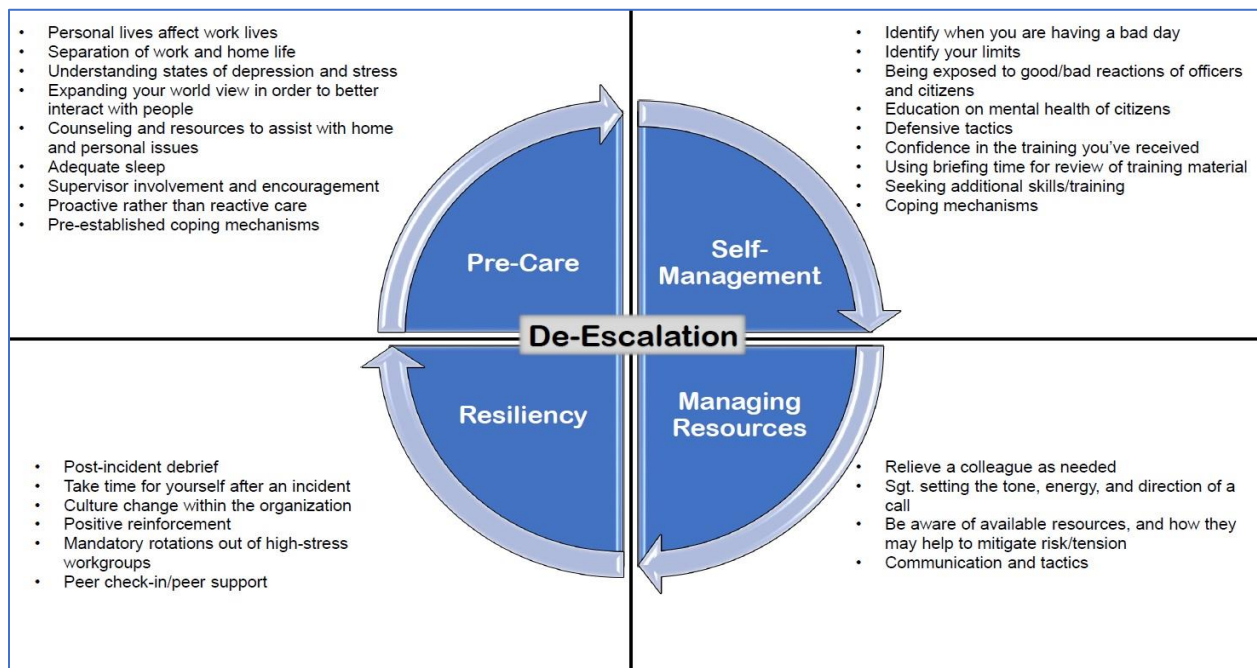 • Personal lives affect work lives
• Separation of work and home life
• Understanding states of depression and stress
• Expanding your world view in order to better
interact with people
• Counseling and resources to assist with home
and personal issues
• Adequate sleep
• Supervisor involvement and encouragement
• Proactive rather than reactive care
• Pre-established coping mechanisms
• Identify when you are having a bad day
• Identify your limits
• Being exposed to good/bad reactions of officers
and citizens
• Education on mental health of citizens
• Defensive tactics
• Confidence in the training you’ve received
• Using briefing time for review of training material
• Seeking additional skills/training
• Coping mechanisms
Pre-Care
Self-
Management
De-Escalation
Resiliency
Managing
Resources
• Post-incident debrief
• Take time for yourself after an incident
• Culture change within the organization
• Positive reinforcement
• Mandatory rotations out of high-stress
workgroups
• Peer check-in/peer support
• Relieve a colleague as needed
• Sgt. setting the tone, energy, and direction of a
call
• Be aware of available resources, and how they
may help to mitigate risk/tension
• Communication and tactics